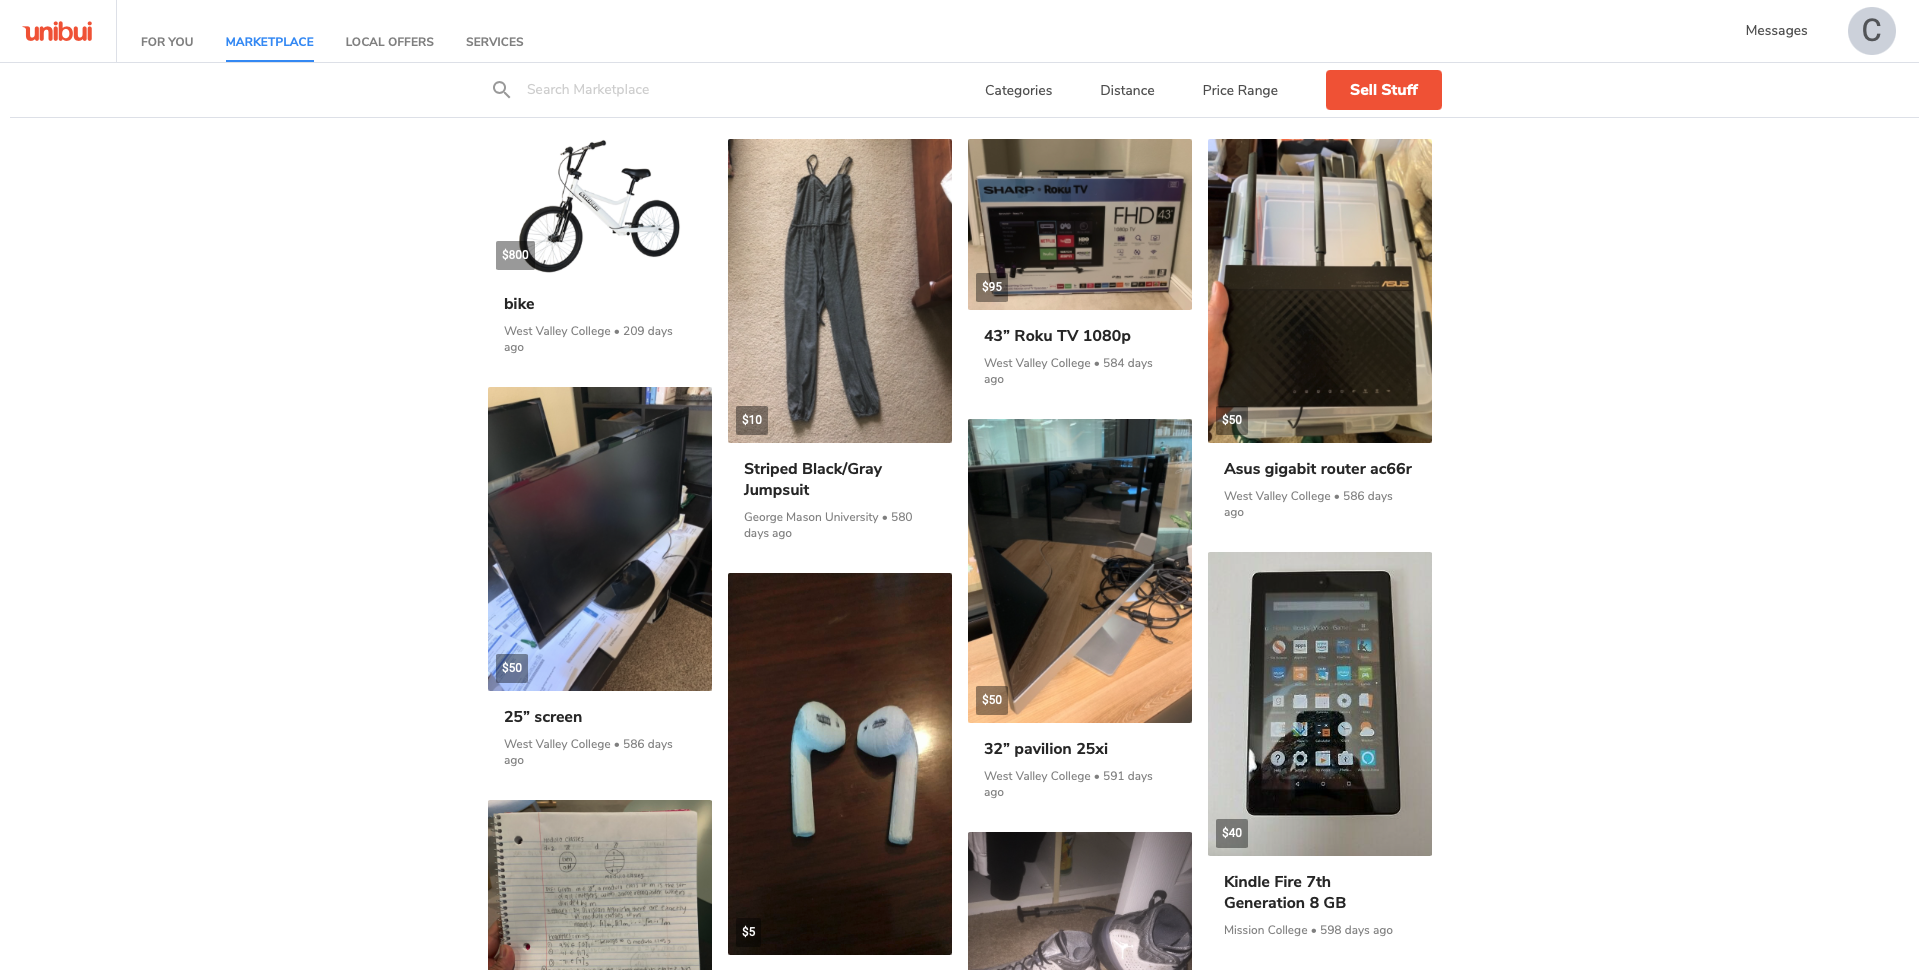 unibui
FOR YOU
MARKETPLACE
LOCAL OFFERS
SERVICES
Messages
C
Search Marketplace
Categories
Distance
Price Range
Sell Stuff
$800
bike
West Valley College • 209 days
ago
$50
25” screen
West Valley College • 586 days
ago
$10
Striped Black/Gray
Jumpsuit
George Mason University • 580
days ago
$5
SHARP • Roku TV
FHD 43"
$95
43” Roku TV 1080p
West Valley College • 584 days
ago
$50
32” pavilion 25xi
West Valley College • 591 days
ago
ASUS
$50
Asus gigabit router ac66r
West Valley College • 586 days
ago
$40
Kindle Fire 7th
Generation 8 GB
Mission College • 598 days ago